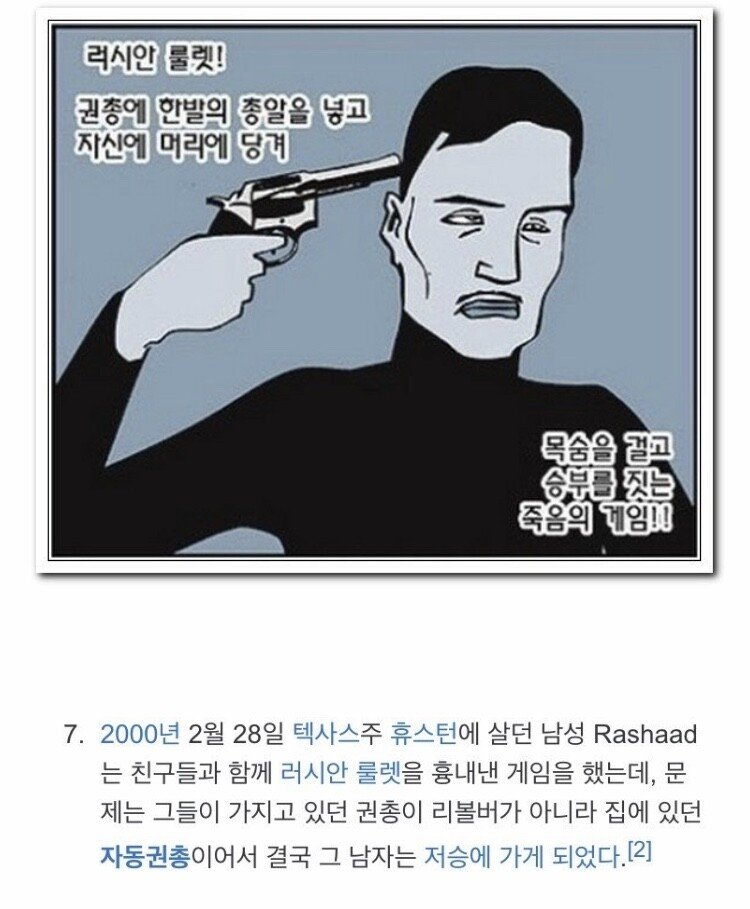 러시안 룰렛!
권총에 한발의 총알을 넣고
자신에 머리에 당겨
목숨을 걸고
승부를 짓는
죽음의 게임!!
7. 2000년 2월 28일 텍사스주 휴스턴에 살던 남성 Rashaad
는 친구들과 함께 러시안 룰렛을 흉내낸 게임을 했는데, 문
제는 그들이 가지고 있던 권총이 리볼버가 아니라 집에 있던
자동권총이어서 결국 그 남자는 저승에 가게 되었다.[2]